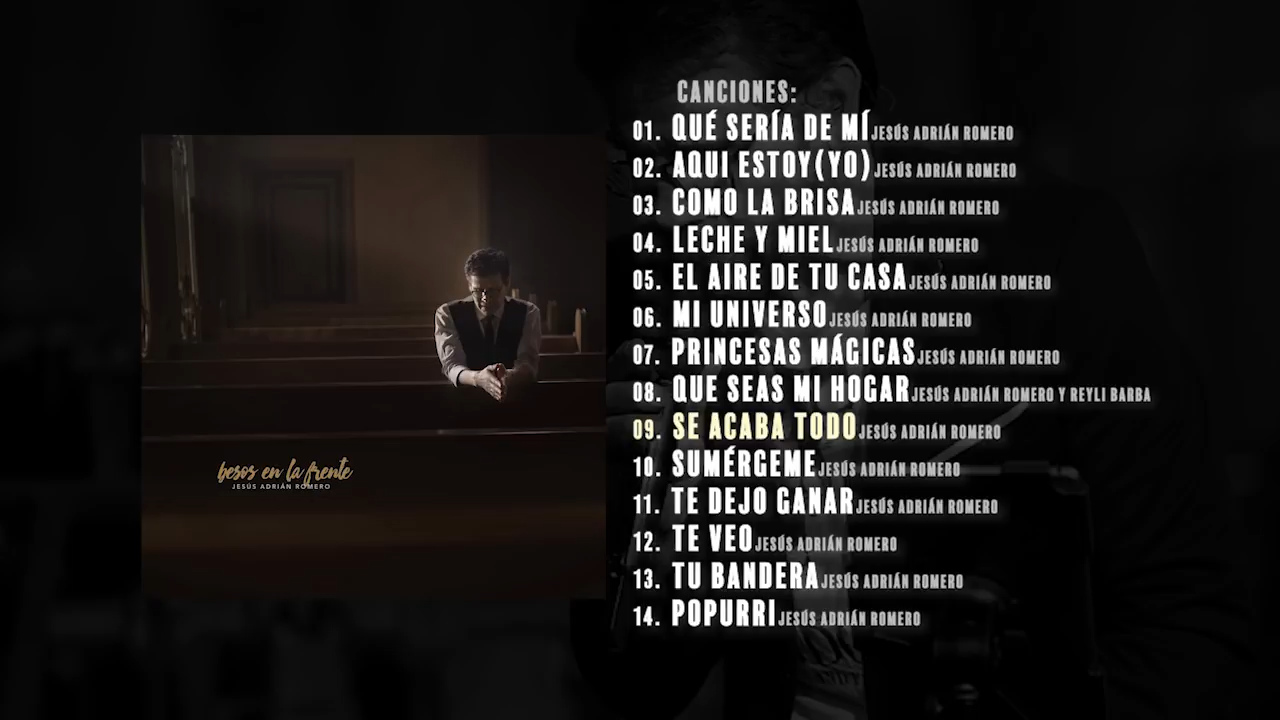 CANCIONES:
01. QUÉ SERÍA DE MÍ JESÚS ADRIÁN ROMERO
02. AQUI ESTOY(YO) JESÚS ADRIÁN ROMERO
03. COMO LA BRISA JESÚS ADRIÁN ROMERO
04. LECHE Y MIEL JESÚS ADRIÁN ROMERO
05. EL AIRE DE TU CASA JESÚS ADRIÁN ROMERO
06. MI UNIVERSO JESÚS ADRIÁN ROMERO
07. PRINCESAS MÁGICAS JESÚS ADRIÁN ROMERO
08. QUE SEAS MI HOGAR JESÚS ADRIÁN ROMERO Y REYLI BARBA
09. SE ACABA TODO JESÚS ADRIÁN ROMERO
10. SUMÉRGEME JESÚS ADRIÁN ROMERO
11. TE DEJO GANAR JESÚS ADRIÁN ROMERO
12. TE VEO JESÚS ADRIÁN ROMERO
13. TU BANDERA JESÚS ADRIÁN ROMERO
14. POPURRI JESÚS ADRIÁN ROMERO
besos en la frente
JESÚS ADRIÁN ROMERO